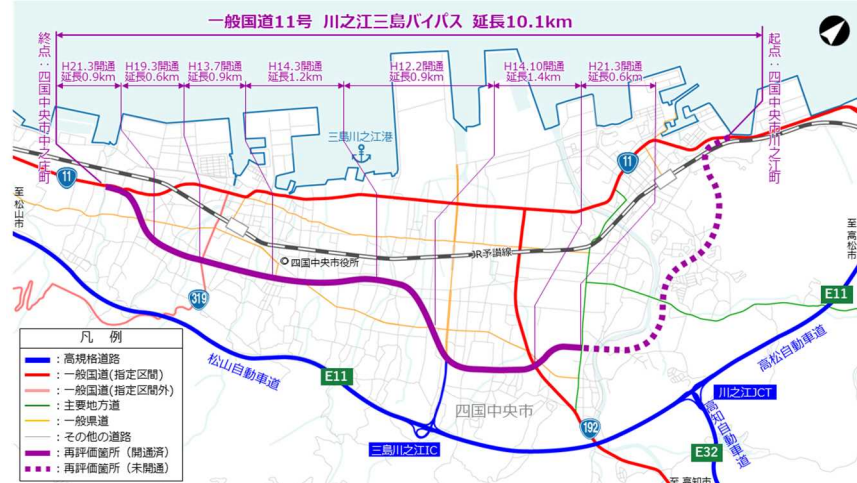 一般国道11号 川之江三島バイパス 延長10.1km
終点：四国中央市中之庄町
起点：四国中央市川之江町
H21.3開通
延長0.9km
H19.3開通
延長0.6km
H13.7開通
延長0.9km
H14.3開通
延長1.2km
H12.2開通
延長0.9km
H14.10開通
延長1.4km
H21.3開通
延長0.6km
三島川之江港
11
11
至 松山市
至 高松市
JR予讃線
四国中央市役所
319
E11
凡 例
：高規格道路
：一般国道(指定区間)
：一般国道(指定区間外)
：主要地方道
：一般県道
：その他の道路
：再評価箇所（開通済）
：再評価箇所（未開通）
松山自動車道
E11
高松自動車道
川之江JCT
四国中央市
192
三島川之江IC
高知自動車道
E32
至 高知市